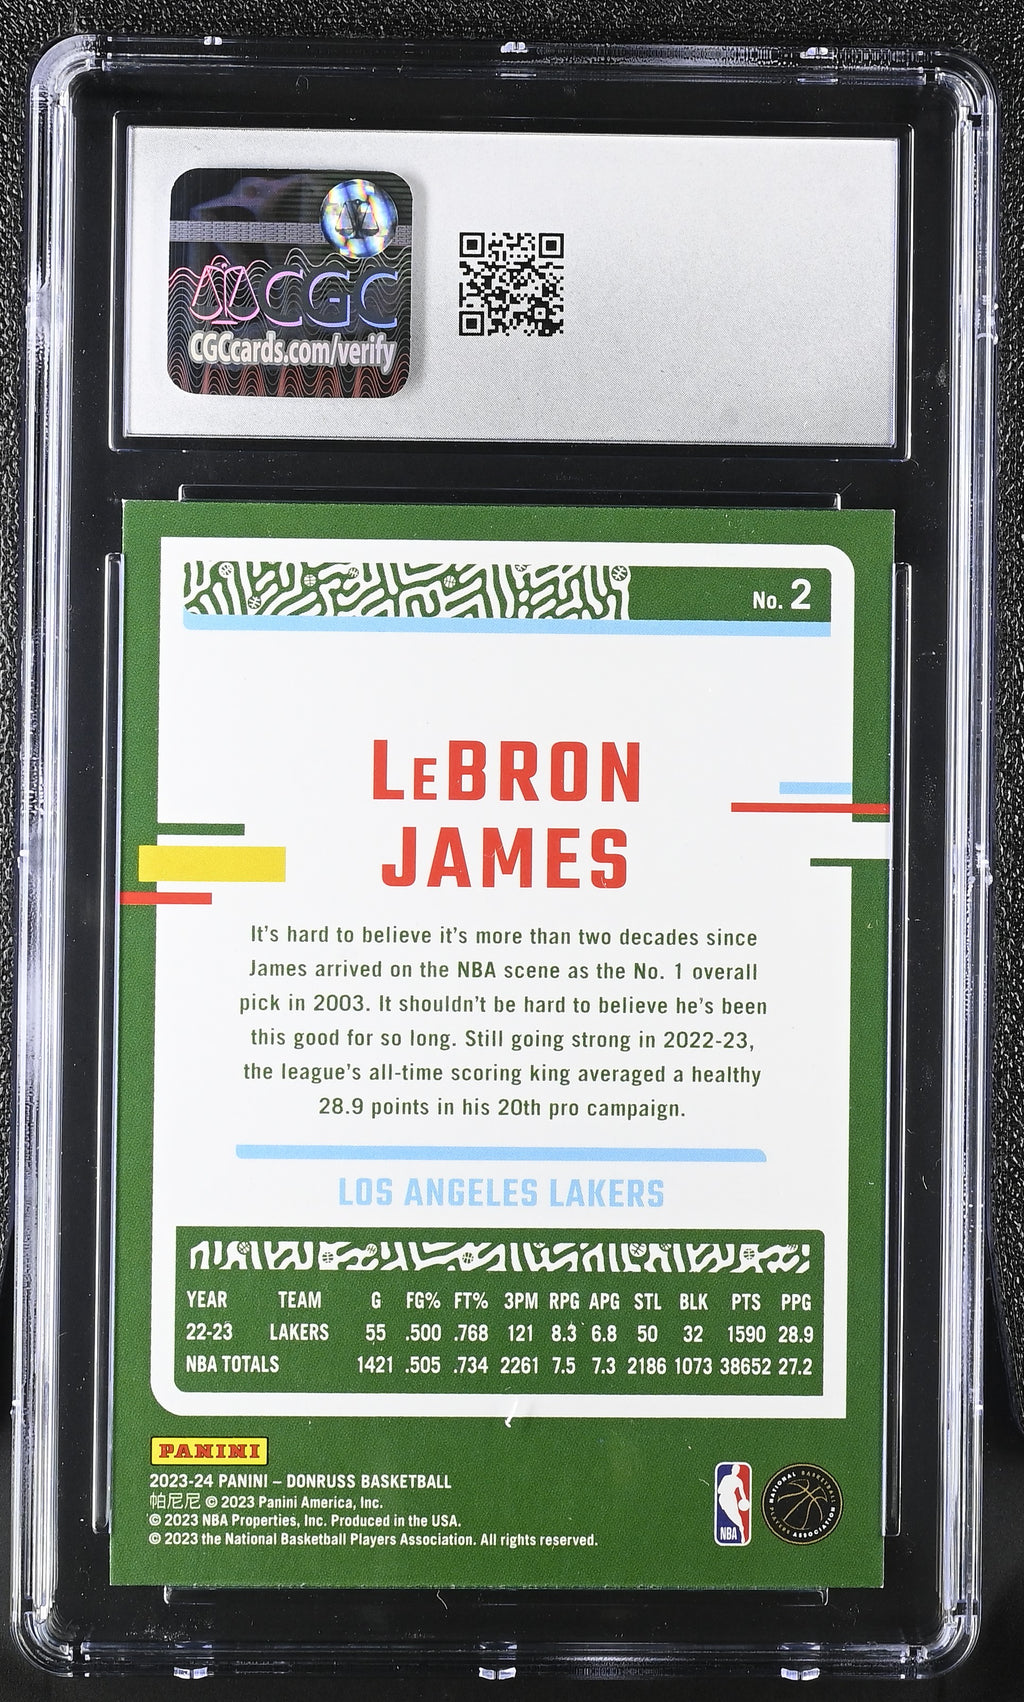 CGC
CGCcards.com/verify
No. 2
LeBRON
JAMES
It's hard to believe it's more than two decades since
James arrived on the NBA scene as the No. 1 overall
pick in 2003. It shouldn't be hard to believe he's been
this good for so long. Still going strong in 2022-23,
the league's all-time scoring king averaged a healthy
28.9 points in his 20th pro campaign.
LOS ANGELES LAKERS
YEAR TEAM G FG% FT% 3PM RPG APG STL BLK PTS PPG
22-23 LAKERS 55 .500 .768 121 8.3 6.8 50 32 1590 28.9
NBA TOTALS 1421 .505 .734 2261 7.5 7.3 2186 1073 38652 27.2
PANINI
2023-24 PANINI – DONRUSS BASKETBALL
帕尼尼 © 2023 Panini America, Inc.
© 2023 NBA Properties, Inc. Produced in the USA.
© 2023 the National Basketball Players Association. All rights reserved.
NBA
NATIONAL BASKETBALL
PLAYERS ASSOCIATION